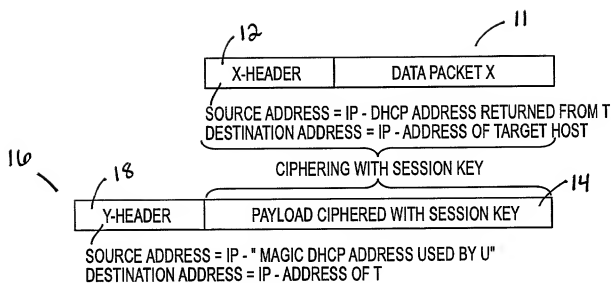 12
11
X-HEADER DATA PACKET X
SOURCE ADDRESS = IP - DHCP ADDRESS RETURNED FROM T
DESTINATION ADDRESS = IP - ADDRESS OF TARGET HOST
CIPHERING WITH SESSION KEY
16
18
14
Y-HEADER PAYLOAD CIPHERED WITH SESSION KEY
SOURCE ADDRESS = IP - " MAGIC DHCP ADDRESS USED BY U"
DESTINATION ADDRESS = IP - ADDRESS OF T